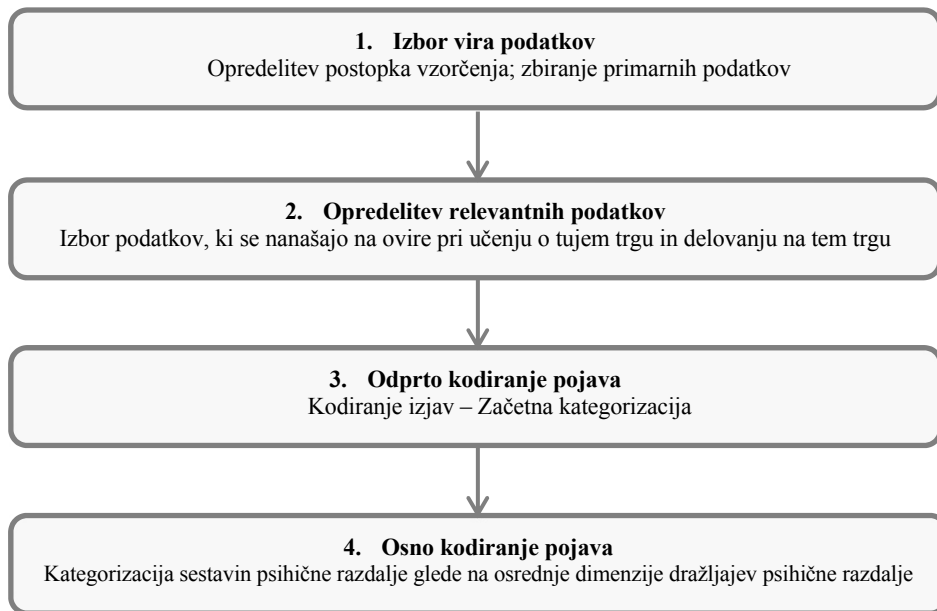 1. Izbor vira podatkov
Opredelitev postopka vzorčenja; zbiranje primarnih podatkov
2. Opredelitev relevantnih podatkov
Izbor podatkov, ki se nanašajo na ovire pri učenju o tujem trgu in delovanju na tem trgu
3. Odprto kodiranje pojava
Kodiranje izjav – Začetna kategorizacija
4. Osno kodiranje pojava
Kategorizacija sestavin psihične razdalje glede na osrednje dimenzije dražljajev psihične razdalje